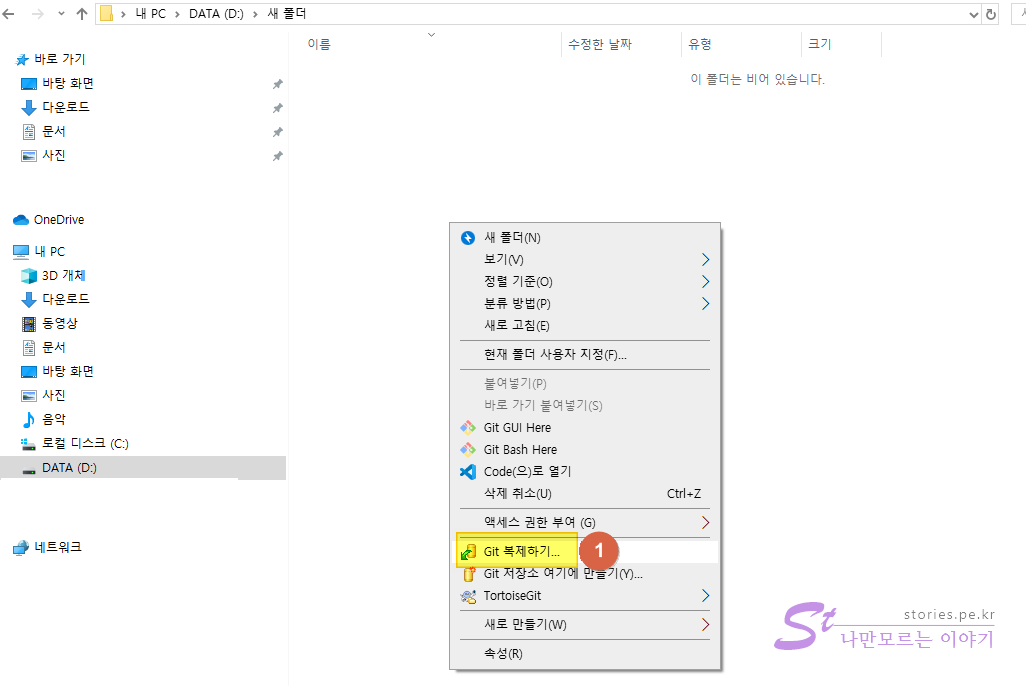 내 PC > DATA (D:) > 새 폴더
이름 수정한 날짜 유형 크기
이 폴더는 비어 있습니다.
바로 가기
바탕 화면
다운로드
문서
사진
OneDrive
내 PC
3D 개체
다운로드
동영상
문서
바탕 화면
사진
음악
로컬 디스크 (C:)
DATA (D:)
네트워크
새 폴더(N)
보기(V)
정렬 기준(O)
분류 방법(P)
새로 고침(E)
현재 폴더 사용자 지정(F)...
붙여넣기(P)
바로 가기 붙여넣기(S)
Git GUI Here
Git Bash Here
Code(으)로 열기
삭제 취소(U) Ctrl+Z
액세스 권한 부여 (G)
Git 복제하기... 1
Git 저장소 여기에 만들기(Y)...
TortoiseGit
새로 만들기(W)
속성(R)
St
stories.pe.kr
나만모르는 이야기